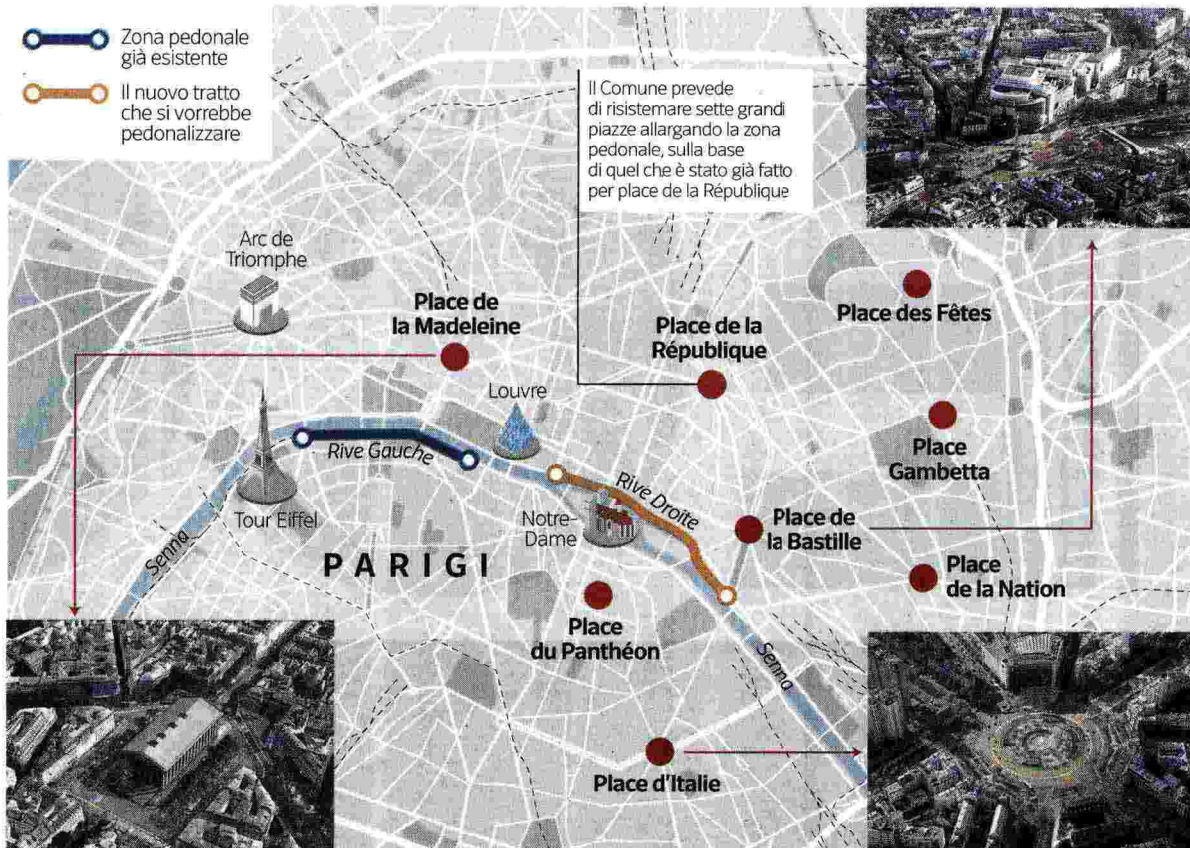 Zona pedonale
già esistente
Il nuovo tratto
che si vorrebbe
pedonalizzare
Il Comune prevede
di risistemare sette grandi
piazze allargando la zona
pedonale, sulla base
di quel che è stato già fatto
per place de la République
Arc de
Triomphe
Place de
la Madeleine
Place de la
République
Place des Fêtes
Louvre
Rive Gauche
Place
Gambetta
Tour Eiffel
Rive Droite
Notre-
Dame
Place de
la Bastille
Senna
PARIGI
Place
de la Nation
Place
du Panthéon
Senna
Place d'Italie